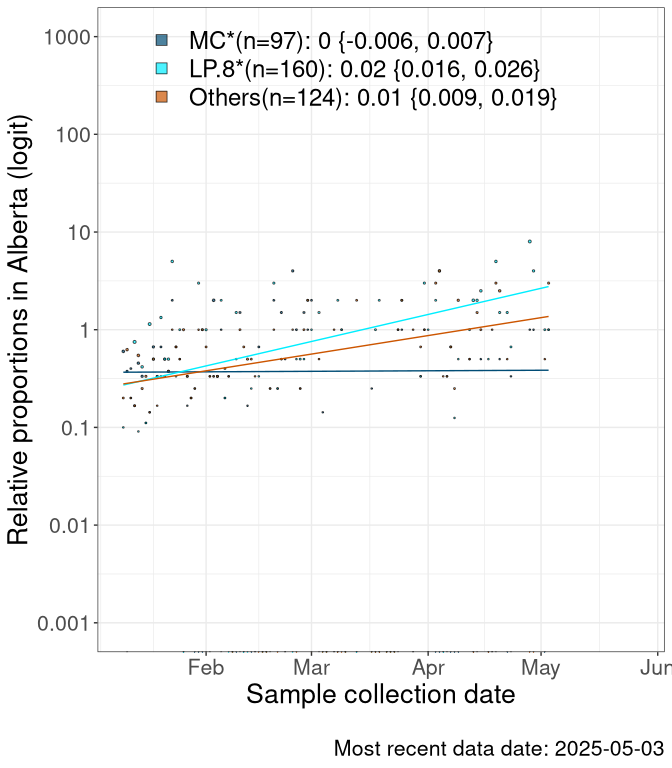 MC*(n=97): 0 {-0.006, 0.007}
LP.8*(n=160): 0.02 {0.016, 0.026}
Others(n=124): 0.01 {0.009, 0.019}
Relative proportions in Alberta (logit)
1000
100
10
1
0.1
0.01
0.001
Feb Mar Apr May Jun
Sample collection date
Most recent data date: 2025-05-03